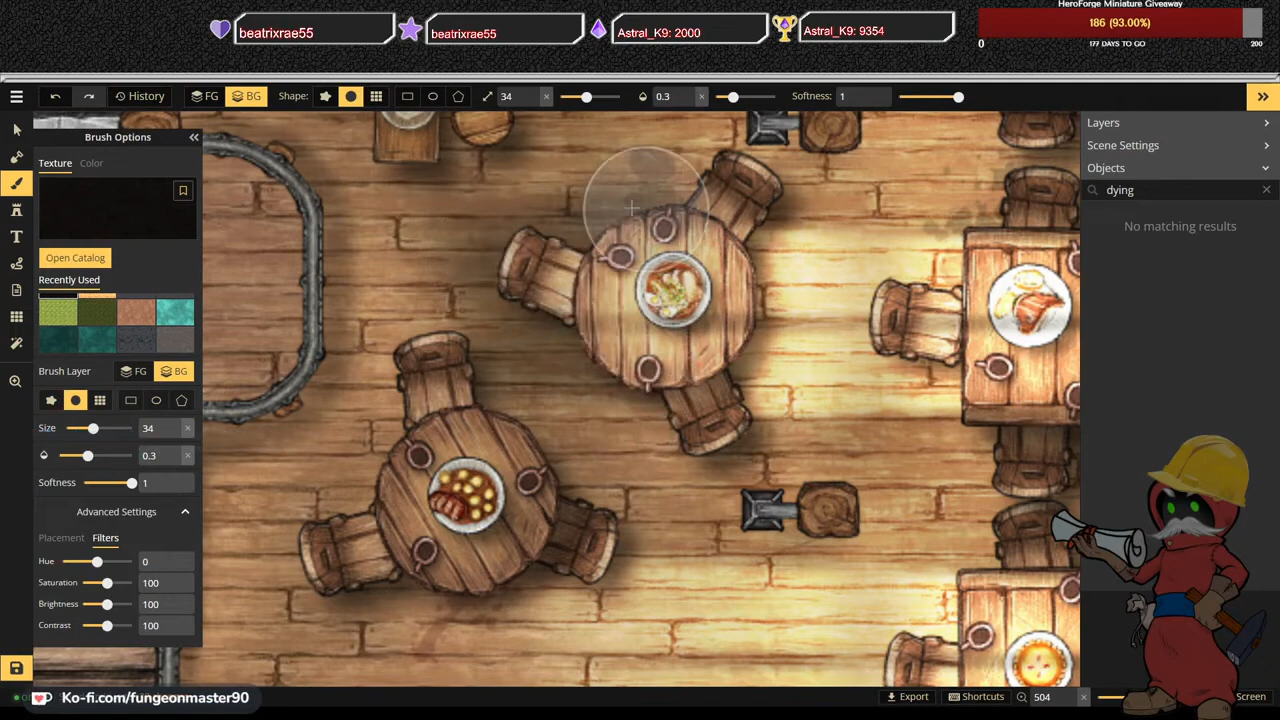 HeroForge Miniature Giveaway
beatrixrae55
beatrixrae55
Astral_K9: 2000
Astral_K9: 9354
186 (93.00%)
0
177 DAYS TO GO
200
History
FG
BG
Shape:
34
0.3
Softness:
1
Brush Options
Texture
Color
Open Catalog
Recently Used
Brush Layer
FG
BG
Size
34
0.3
Softness
1
Advanced Settings
Placement
Filters
Hue
0
Saturation
100
Brightness
100
Contrast
100
Layers
Scene Settings
Objects
dying
No matching results
Ko-fi.com/fungeonmaster90
Export
Shortcuts
504
Screen